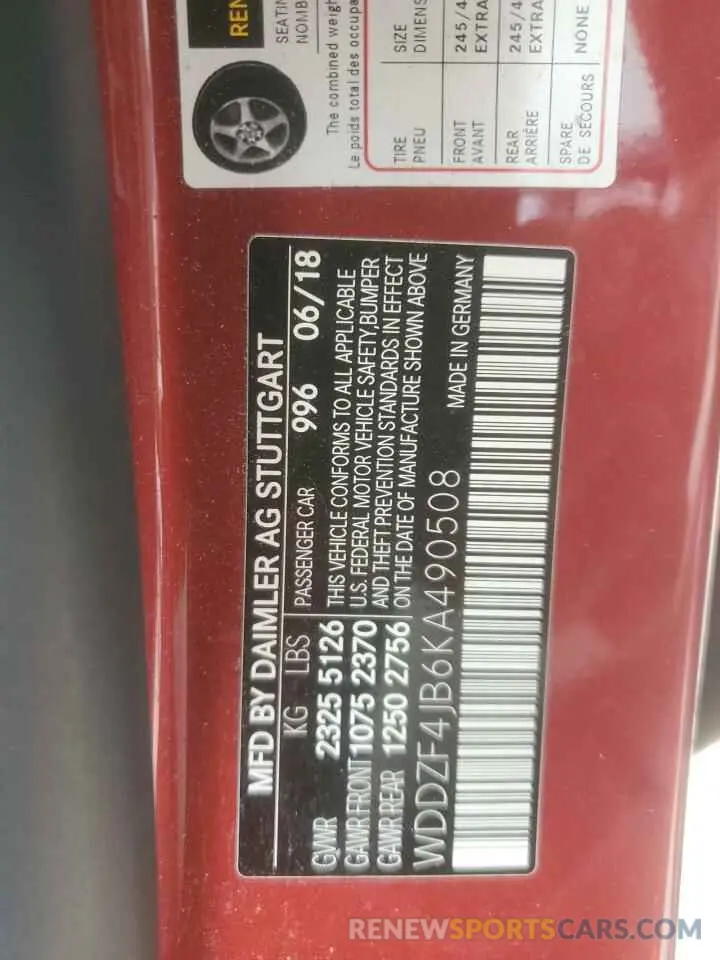 REN
SEATIN
NOMB
The combined weigh
Le poids total des occupa
TIRE
PNEU
SIZE
DIMENS
FRONT
AVANT
245/4
EXTRA
REAR
ARRIÈRE
245/4
EXTRA
SPARE
DE SECOURS
NONE
MFD BY DAIMLER AG STUTTGART
KG LBS PASSENGER CAR 996 06/18
GVWR 2325 5126
GAWR FRONT 1075 2370
GAWR REAR 1250 2756
THIS VEHICLE CONFORMS TO ALL APPLICABLE
U.S. FEDERAL MOTOR VEHICLE SAFETY, BUMPER
AND THEFT PREVENTION STANDARDS IN EFFECT
ON THE DATE OF MANUFACTURE SHOWN ABOVE
WDDZF4JB6KA490508 MADE IN GERMANY
RENEWSPORTSCARS.COM